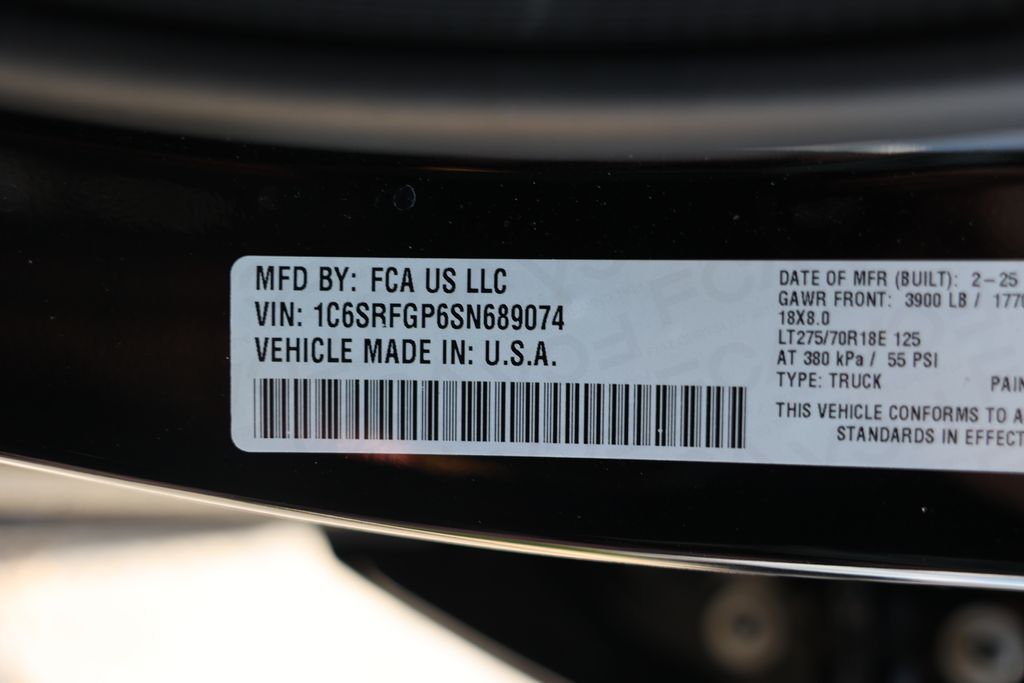 MFD BY: FCA US LLC
VIN: 1C6SRFGP6SN689074
VEHICLE MADE IN: U.S.A.
DATE OF MFR (BUILT): 2-25
GAWR FRONT: 3900 LB / 1770
18X8.0
LT275/70R18E 125
AT 380 kPa / 55 PSI
TYPE: TRUCK PAIN
THIS VEHICLE CONFORMS TO A
STANDARDS IN EFFECT